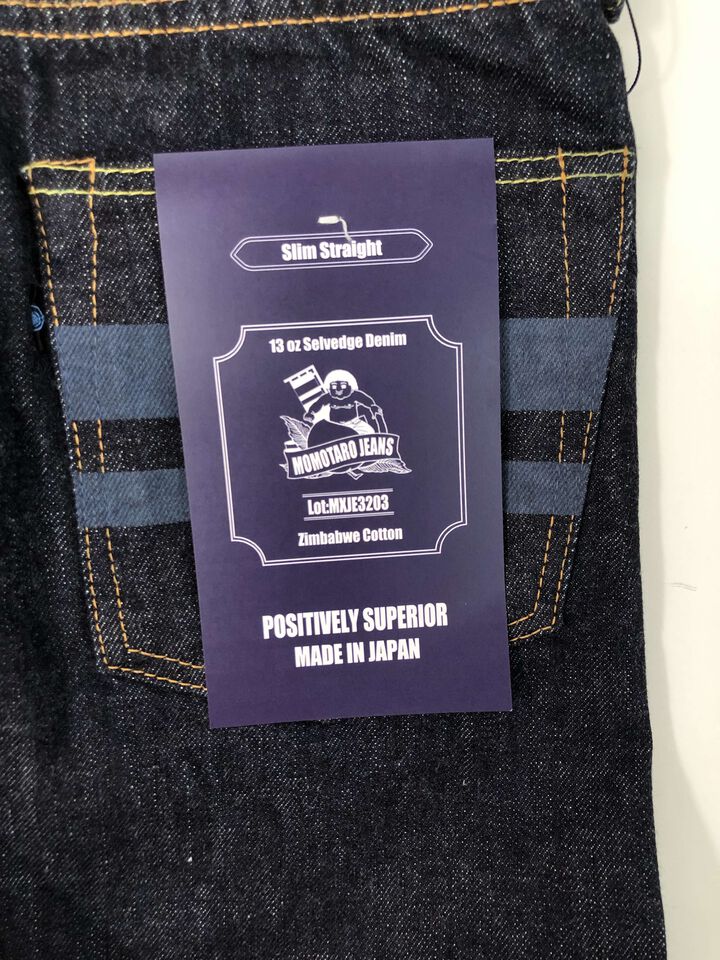 Slim Straight
13 oz Selvedge Denim
MOMOTARO JEANS
Lot:MXJE3203
Zimbabwe Cotton
POSITIVELY SUPERIOR
MADE IN JAPAN